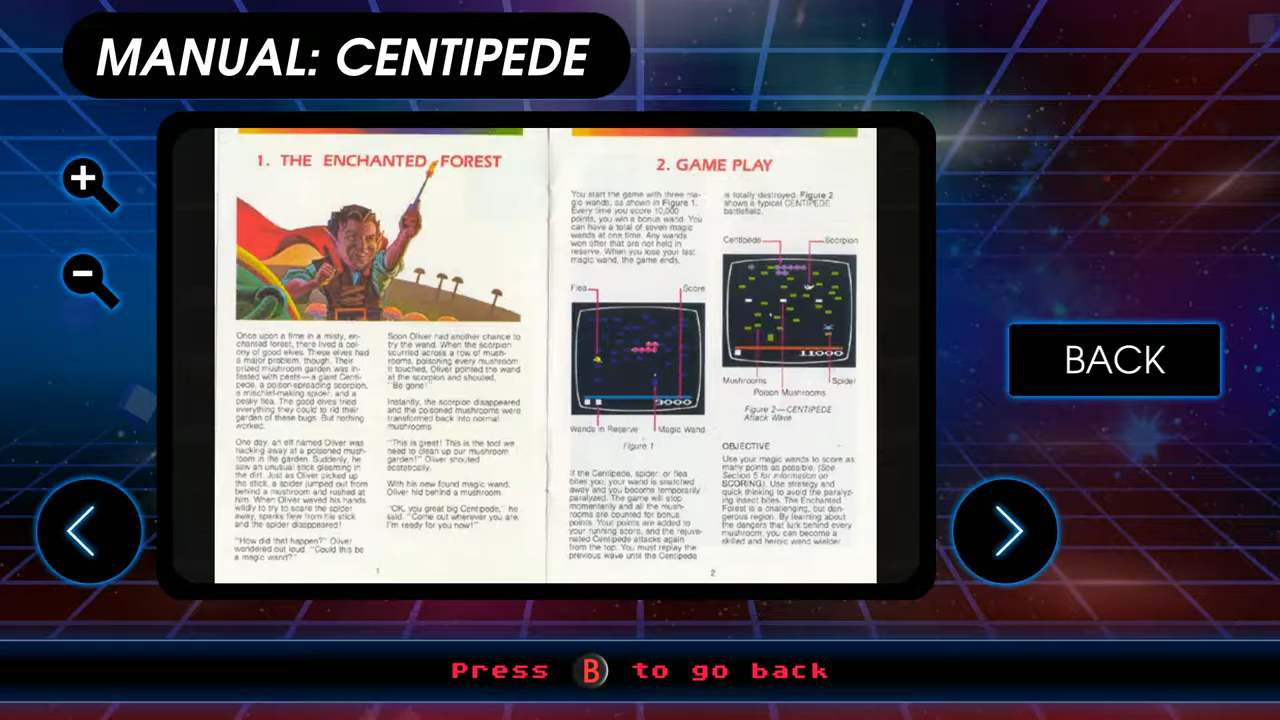 MANUAL: CENTIPEDE
1. THE ENCHANTED FOREST
Once upon a time in a misty, en-
chanted forest, there lived a col-
ony of good elves. These elves had
a major problem, though. Their
prized mushroom garden was in-
fested with pests—a giant Centi-
pede, a poison-spreading scorpion,
a mischief-making spider, and a
pesky flea. The good elves tried
everything they could to rid their
garden of these bugs. But nothing
worked.
One day, an elf named Oliver was
hacking away at a poisoned mush-
room in the garden. Suddenly, he
saw an unusual stick gleaming in
the dirt. Just as Oliver picked up
the stick, a spider jumped out from
behind a mushroom and rushed at
him. When Oliver waved his hands
wildly to try to scare the spider
away, sparks flew from the stick
and the spider disappeared!
"How did that happen?" Oliver
wondered out loud. "Could this be
a magic wand?"
Soon Oliver had another chance to
try the wand. When the scorpion
scurried across a row of mush-
rooms, poisoning every mushroom
it touched, Oliver pointed the wand
at the scorpion and shouted,
"Be gone!"
Instantly, the scorpion disappeared
and the poisoned mushrooms were
transformed back into normal
mushrooms.
"This is great! This is the tool we
need to clean up our mushroom
garden!" Oliver shouted
ecstatically.
With his new found magic wand,
Oliver hid behind a mushroom.
"OK, you great big Centipede," he
said. "Come out wherever you are.
I'm ready for you now!"
1
2. GAME PLAY
You start the game with three ma-
gic wands, as shown in Figure 1.
Every time you score 10,000
points, you win a bonus wand. You
can have a total of seven magic
wands at one time. Any wands
won after that are not held in
reserve. When you lose your last
magic wand, the game ends.
Flea
Score
9000
Wands in Reserve
Magic Wand
Figure 1
If the Centipede, spider, or flea
bites you, your wand is snatched
away and you become temporarily
paralyzed. The game will stop
momentarily and all the mush-
rooms are counted for bonus
points. Your points are added to
your running score, and the rejuve-
nated Centipede attacks again
from the top. You must replay the
previous wave until the Centipede
is totally destroyed. Figure 2
shows a typical CENTIPEDE
battlefield.
Centipede
Scorpion
11000
Mushrooms
Spider
Poison Mushrooms
Figure 2—CENTIPEDE
Attack Wave
OBJECTIVE
Use your magic wands to score as
many points as possible. (See
Section 5 for information on
SCORING). Use strategy and
quick thinking to avoid the paralyz-
ing insect bites. The Enchanted
Forest is a challenging, but dan-
gerous region. By learning about
the dangers that lurk behind every
mushroom, you can become a
skilled and heroic wand wielder.
2
BACK
Press B to go back